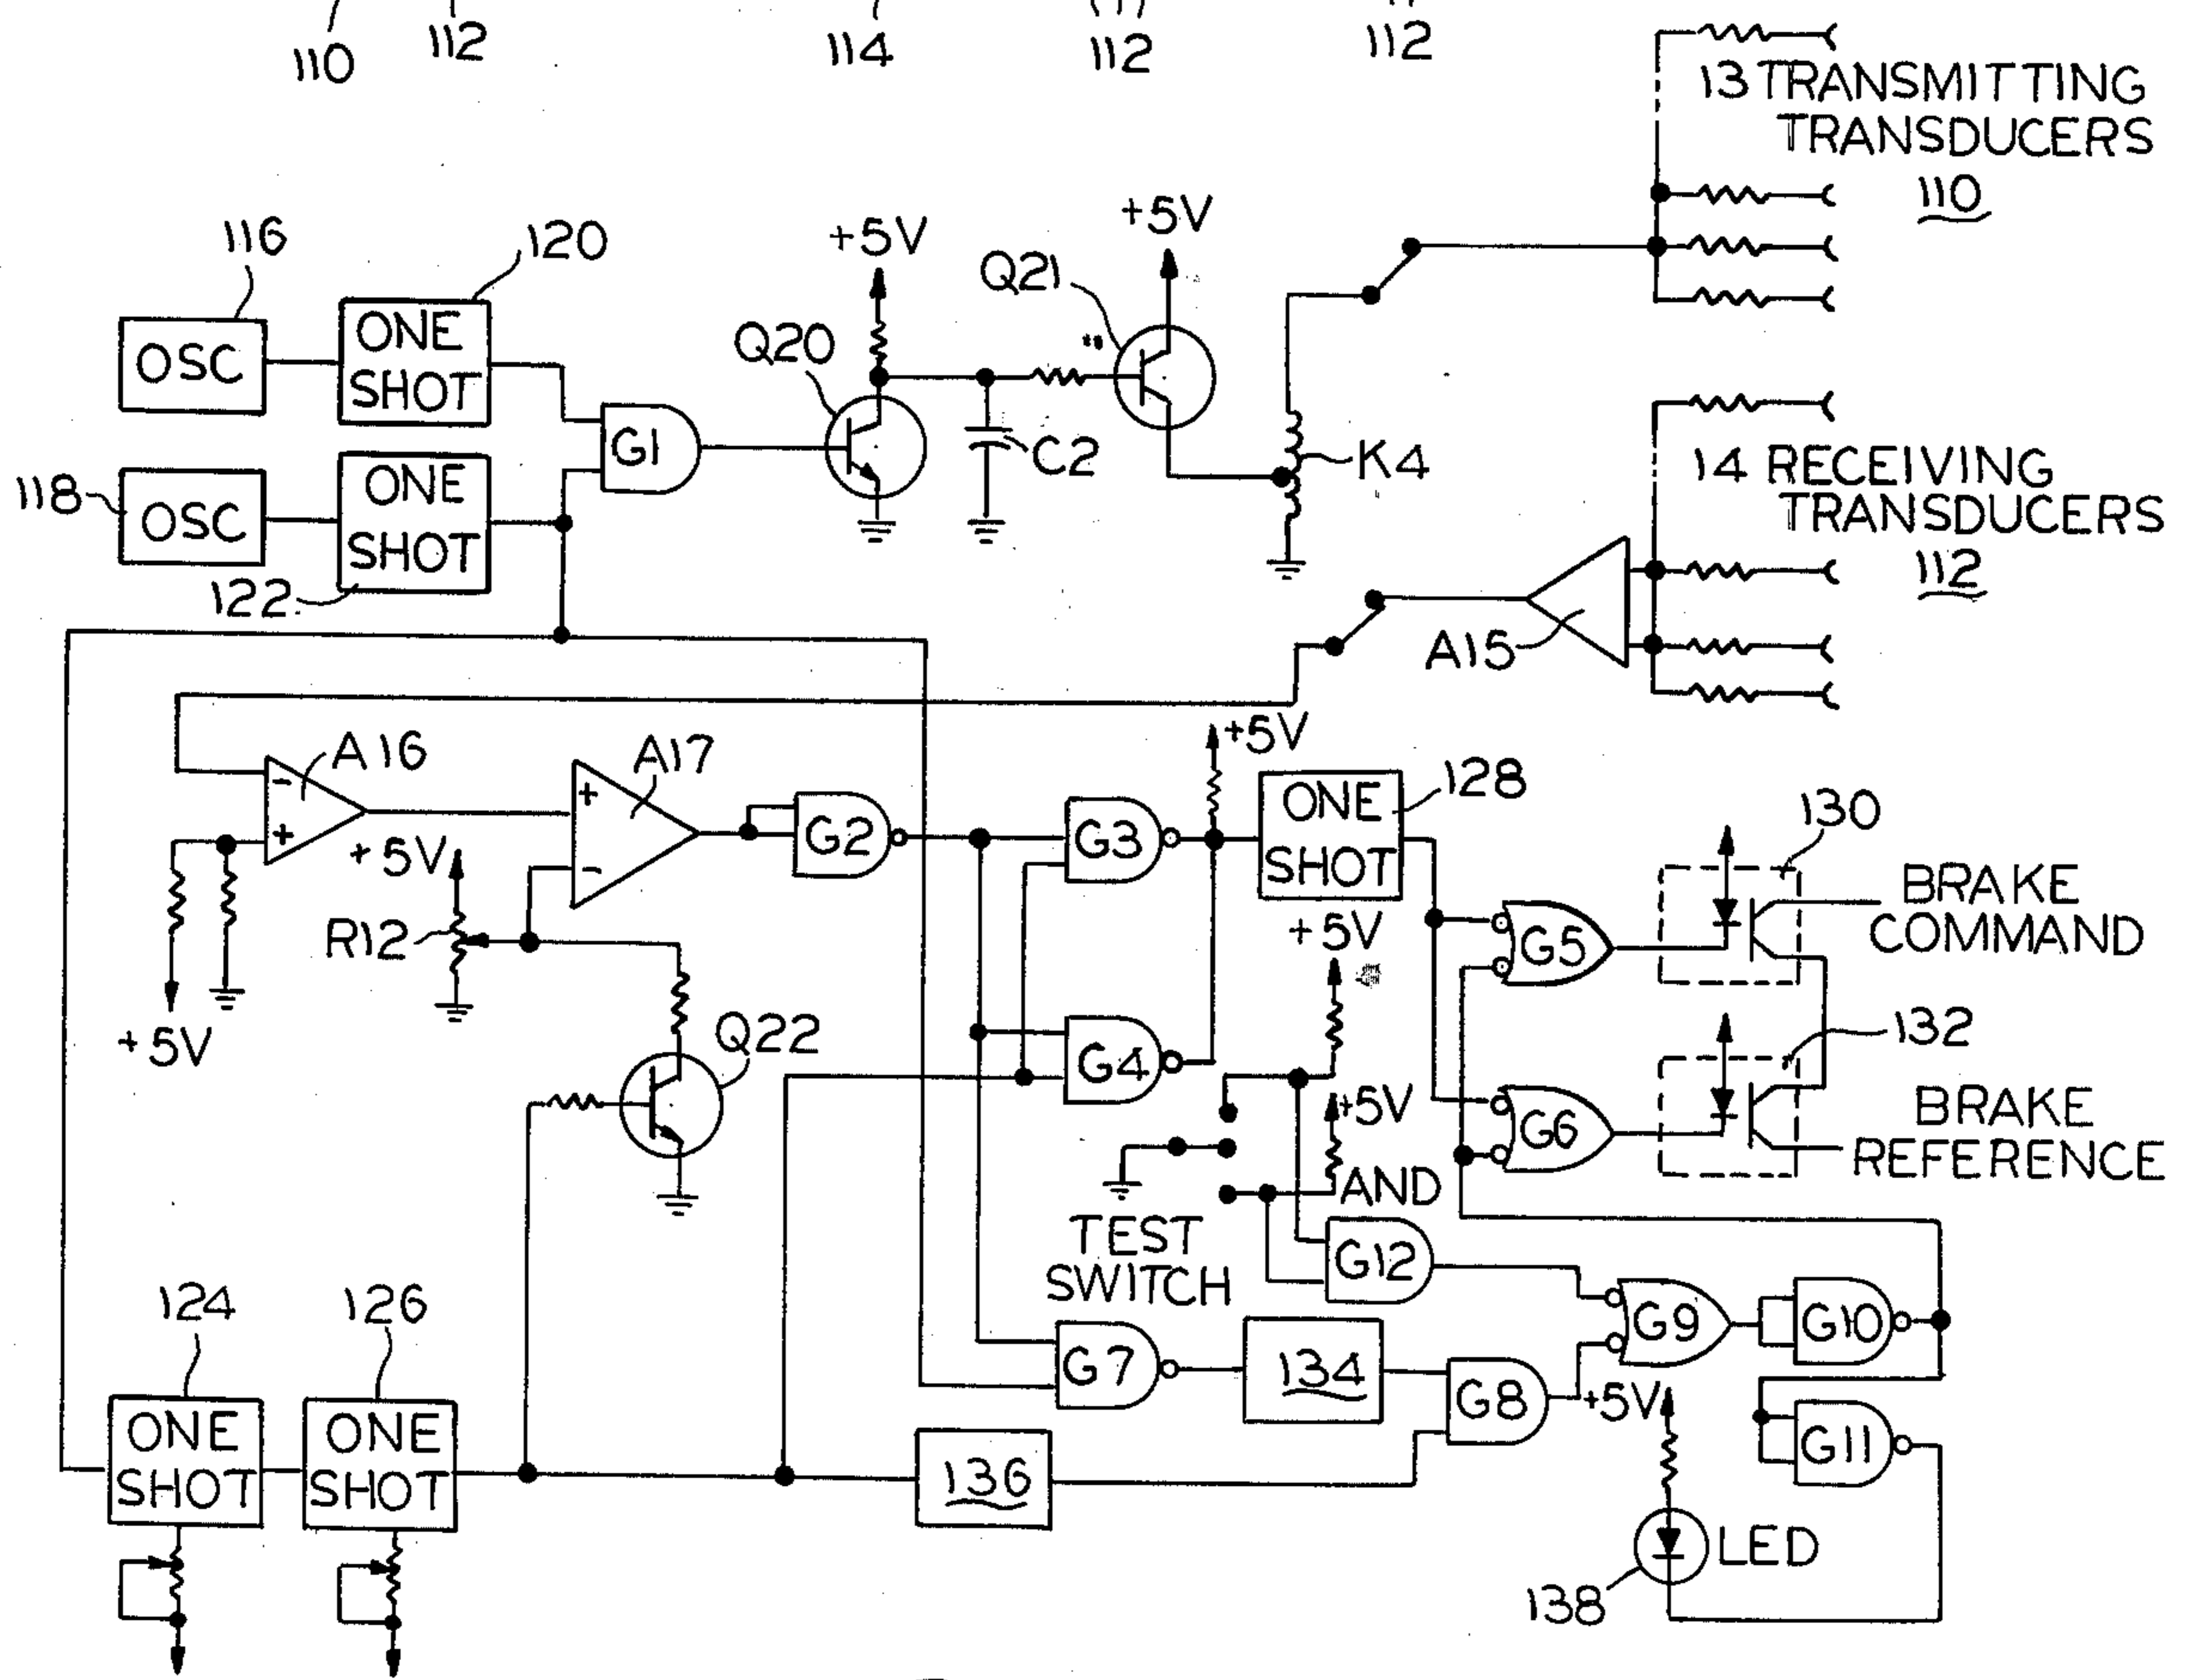 110
112
114
112
112
13 TRANSMITTING
TRANSDUCERS
110
116
120
+5V
+5V
Q21
Q20
OSC
ONE
SHOT
G1
C2
K4
118
OSC
ONE
SHOT
122
14 RECEIVING
TRANSDUCERS
112
A15
A16
-
+
+5V
A17
+
-
+5V
R12
G2
G3
+5V
ONE
SHOT
128
130
G5
BRAKE
COMMAND
Q22
G4
+5V
132
G6
BRAKE
REFERENCE
+5V
AND
TEST
SWITCH
G12
124
126
G7
134
G8
G9
G10
+5V
G11
ONE
SHOT
ONE
SHOT
136
LED
138